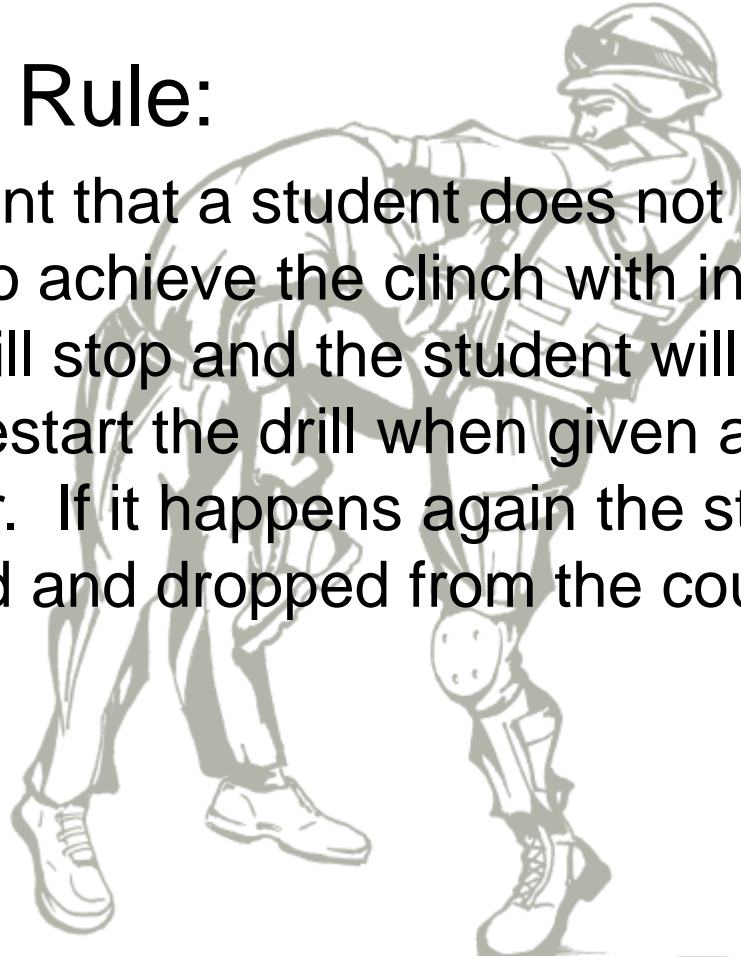 Rule:
nt that a student does not
o achieve the clinch with in
ill stop and the student will
estart the drill when given a
r.  If it happens again the st
d and dropped from the cou